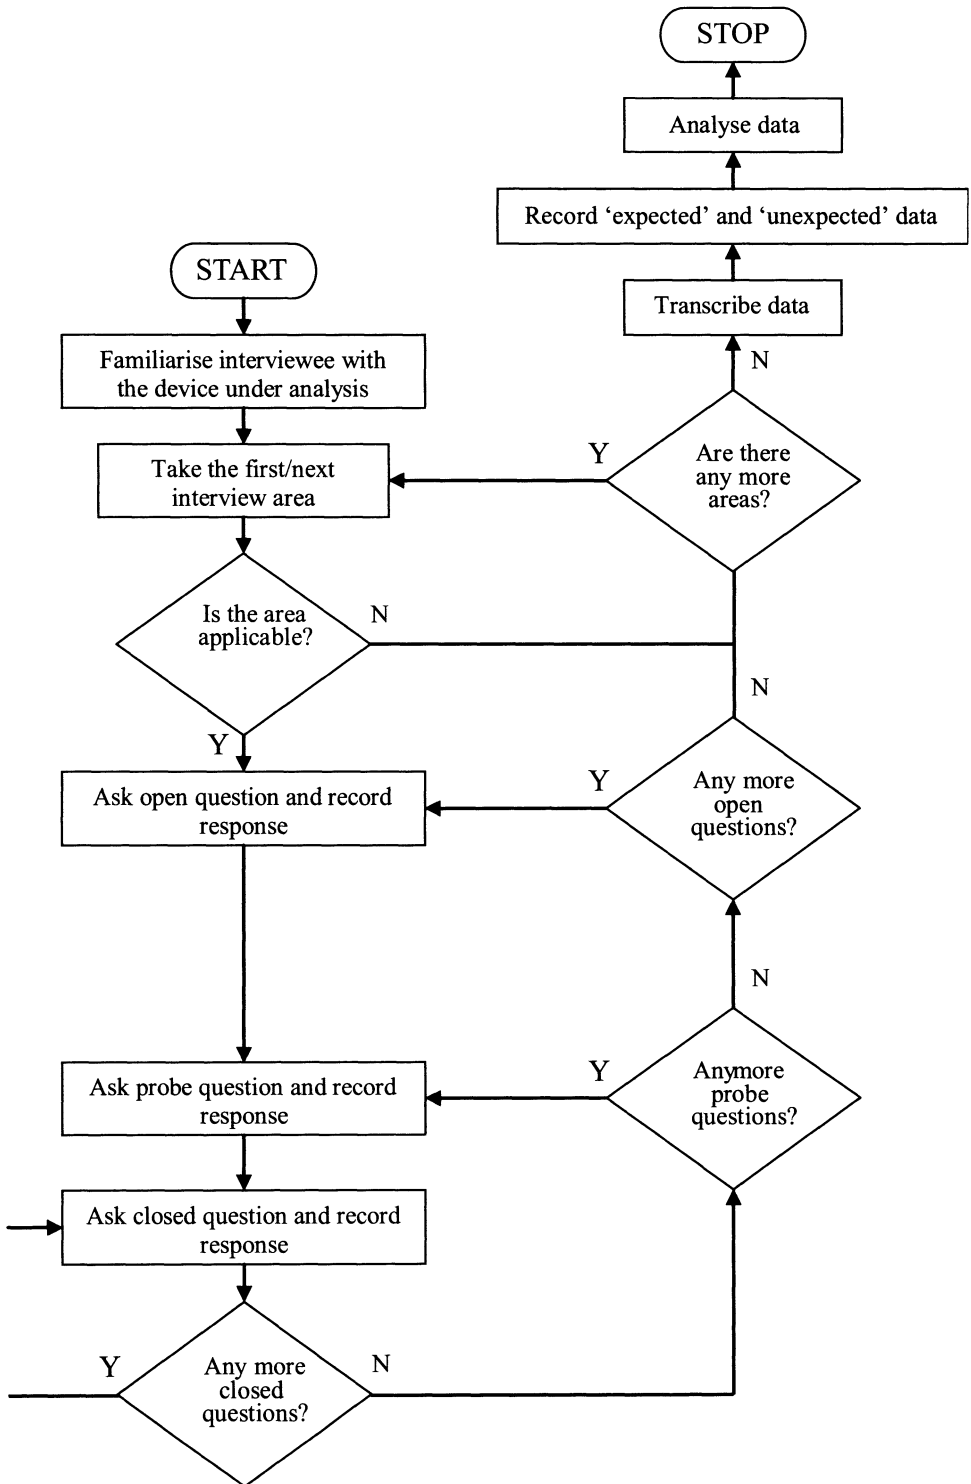 STOP
Analyse data
Record ‘expected’ and ‘unexpected’ data
Transcribe data
N
Are there
any more
areas?
Y
START
Familiarise interviewee with
the device under analysis
Take the first/next
interview area
Is the area
applicable?
N
Y
Ask open question and record
response
N
Any more
open
questions?
Y
N
Anymore
probe
questions?
Y
Ask probe question and record
response
Ask closed question and record
response
Any more
closed
questions?
Y
N